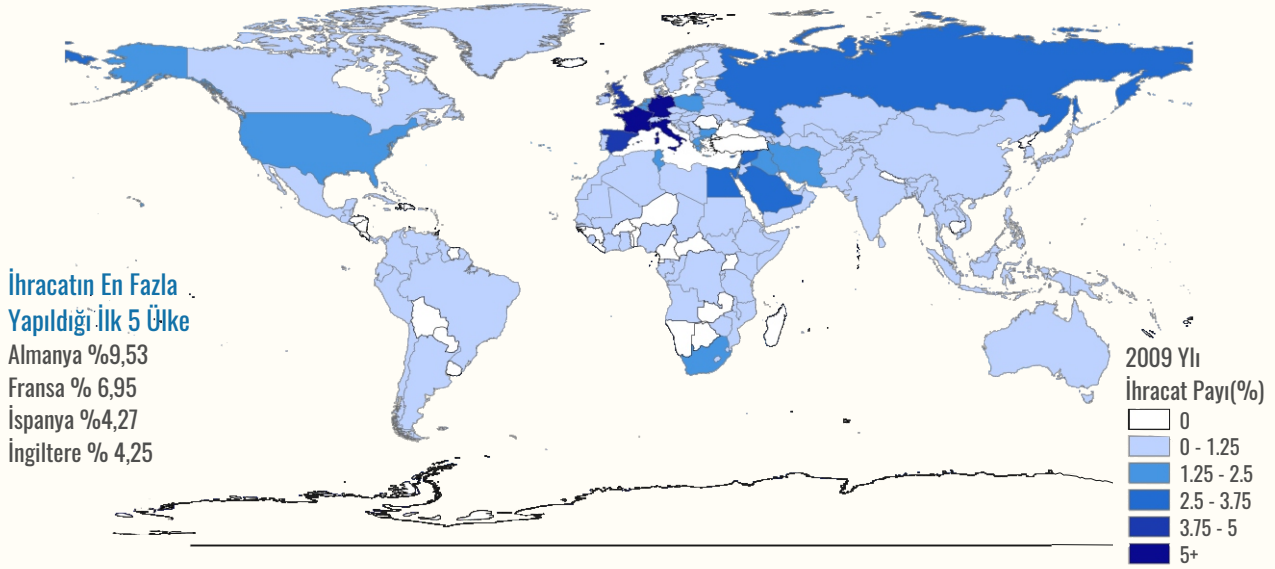 İhracatın En Fazla
Yapıldığı İlk 5 Ülke
Almanya %9,53
Fransa % 6,95
İspanya %4,27
İngiltere % 4,25
2009 Ylı
İhracat Payı(%)
0
0 - 1.25
1.25 - 2.5
2.5 - 3.75
3.75 - 5
5+